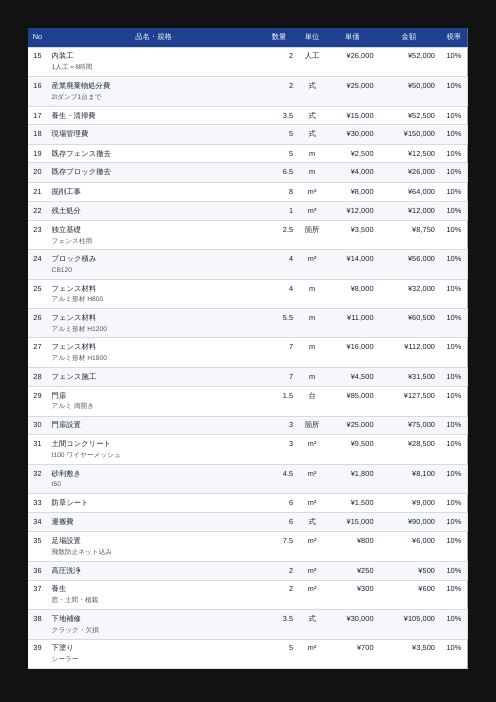 No 品名・規格 数量 単位 単価 金額 税率
15 内装工 2 人工 ¥26,000 ¥52,000 10%
1人工＝8時間
16 産業廃棄物処分費 2 式 ¥25,000 ¥50,000 10%
2tダンプ1台まで
17 養生・清掃費 3.5 式 ¥15,000 ¥52,500 10%
18 現場管理費 5 式 ¥30,000 ¥150,000 10%
19 既存フェンス撤去 5 m ¥2,500 ¥12,500 10%
20 既存ブロック撤去 6.5 m ¥4,000 ¥26,000 10%
21 掘削工事 8 m³ ¥8,000 ¥64,000 10%
22 残土処分 1 m³ ¥12,000 ¥12,000 10%
23 独立基礎 2.5 箇所 ¥3,500 ¥8,750 10%
フェンス柱用
24 ブロック積み 4 m² ¥14,000 ¥56,000 10%
CB120
25 フェンス材料 4 m ¥8,000 ¥32,000 10%
アルミ形材 H800
26 フェンス材料 5.5 m ¥11,000 ¥60,500 10%
アルミ形材 H1200
27 フェンス材料 7 m ¥16,000 ¥112,000 10%
アルミ形材 H1800
28 フェンス施工 7 m ¥4,500 ¥31,500 10%
29 門扉 1.5 台 ¥85,000 ¥127,500 10%
アルミ 両開き
30 門扉設置 3 箇所 ¥25,000 ¥75,000 10%
31 土間コンクリート 3 m² ¥9,500 ¥28,500 10%
t100 ワイヤーメッシュ
32 砂利敷き 4.5 m² ¥1,800 ¥8,100 10%
t50
33 防草シート 6 m² ¥1,500 ¥9,000 10%
34 運搬費 6 式 ¥15,000 ¥90,000 10%
35 足場設置 7.5 m² ¥800 ¥6,000 10%
飛散防止ネット込み
36 高圧洗浄 2 m² ¥250 ¥500 10%
37 養生 2 m² ¥300 ¥600 10%
窓・土間・植栽
38 下地補修 3.5 式 ¥30,000 ¥105,000 10%
クラック・欠損
39 下塗り 5 m² ¥700 ¥3,500 10%
シーラー